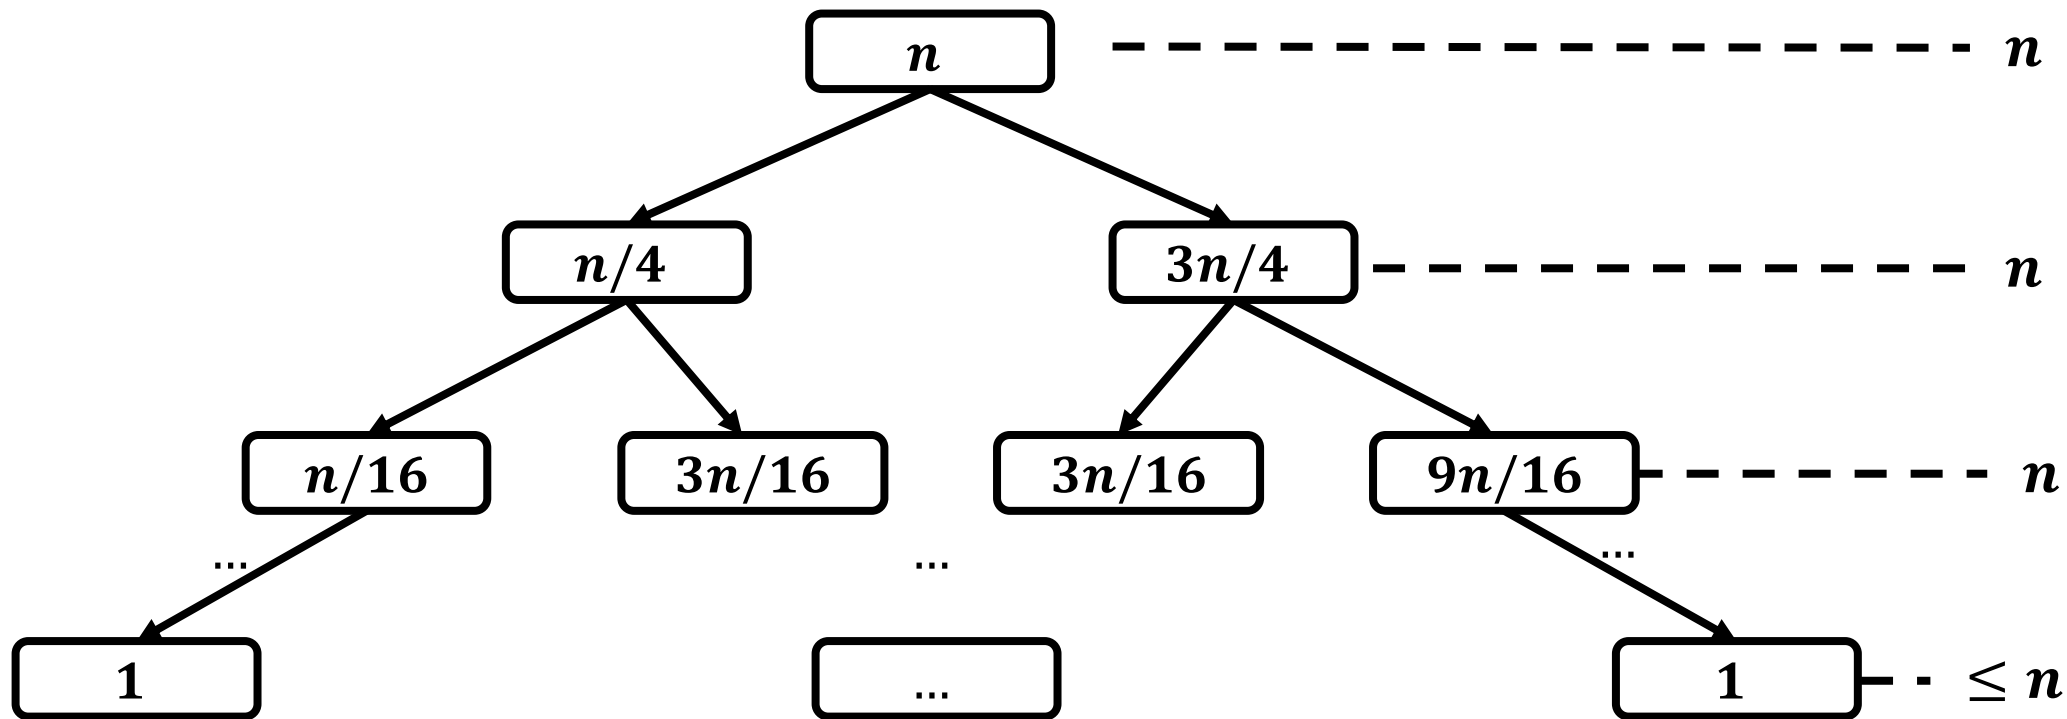 n n
n/4 3n/4 n
n/16 3n/16 3n/16 9n/16 n
... ... ...
1 ... 1 ≤ n